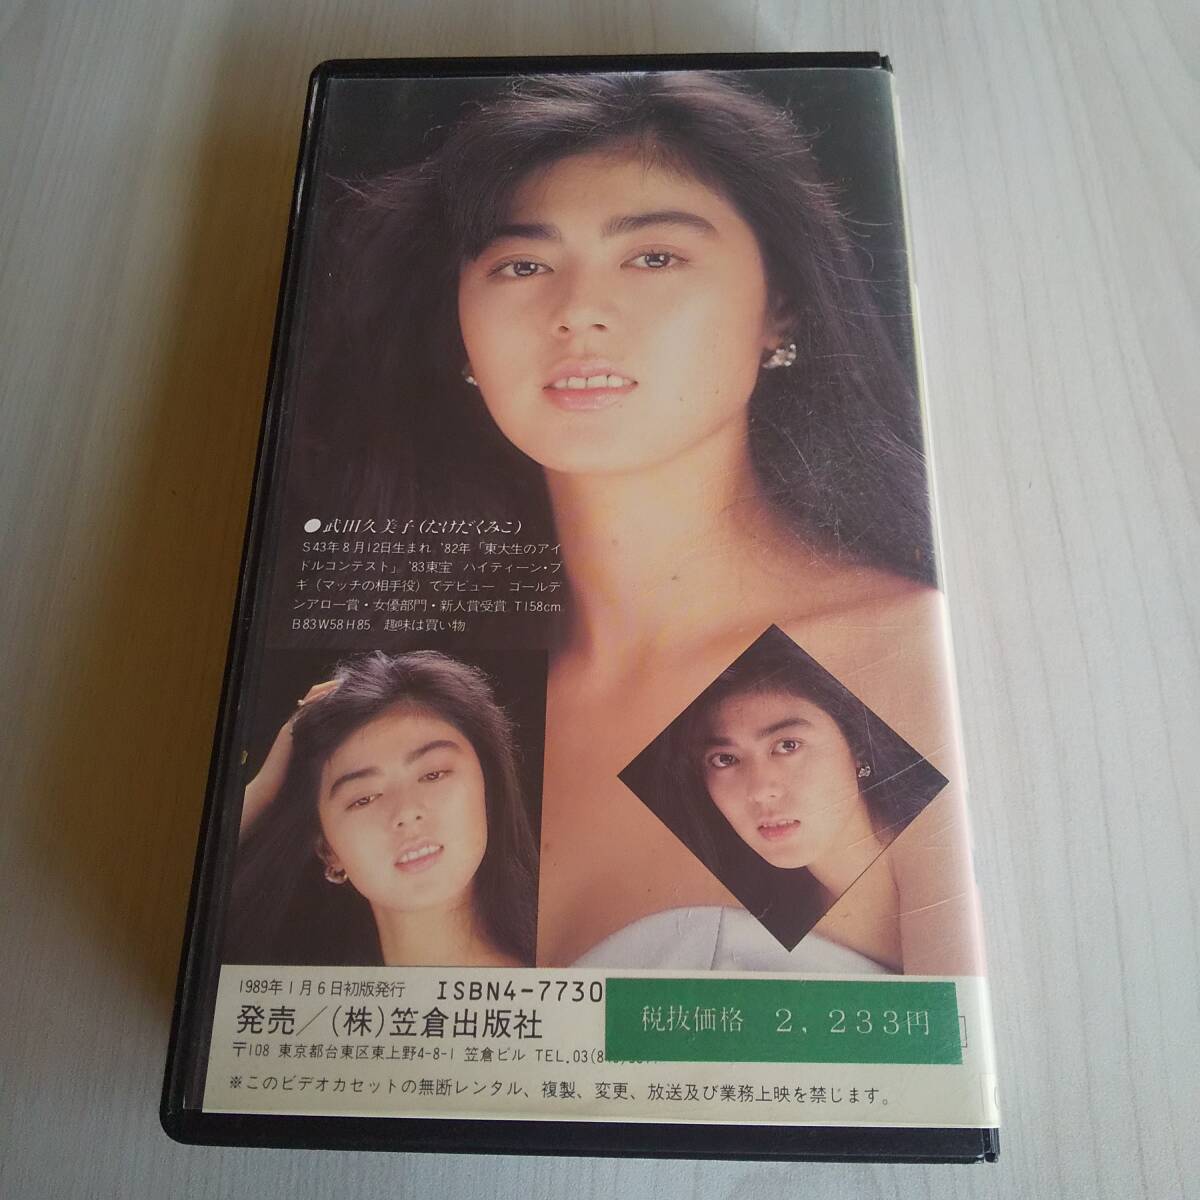 ●武田久美子(たけだくみこ)
S43年8月12日生まれ '82年「東大生のアイ
ドルコンテスト」'83東宝 ハイティーン・ブ
ギ(マッチの相手役)でデビュー ゴールデ
ンアロー賞・女優部門・新人賞受賞 T158cm
B83W58H85 趣味は買い物
1989年1月6日初版発行 ISBN4-7730
税抜価格 2,233円
発売/(株)笠倉出版社
〒108 東京都台東区東上野4-8-1 笠倉ビル TEL.03
※このビデオカセットの無断レンタル、複製、変更、放送及び業務上映を禁じます。